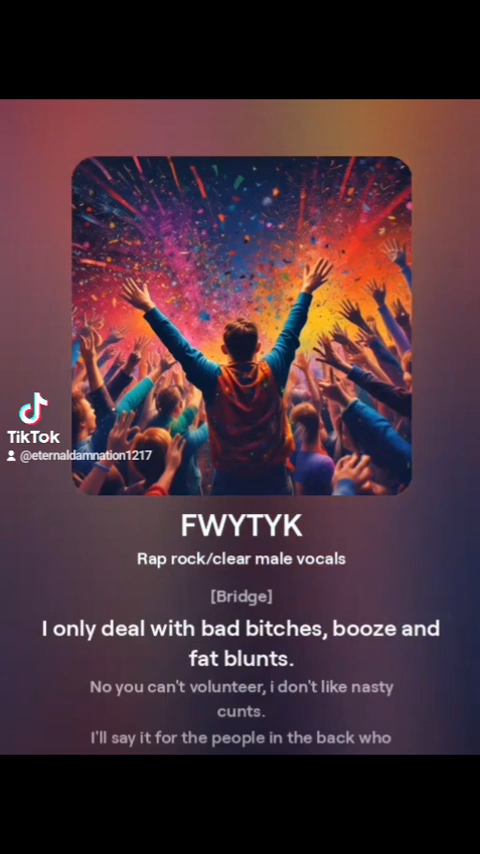 TikTok
@eternaldamnation1217
FWYTYK
Rap rock/clear male vocals
[Bridge]
I only deal with bad bitches, booze and
fat blunts.
No you can't volunteer, i don't like nasty
cunts.
I'll say it for the people in the back who